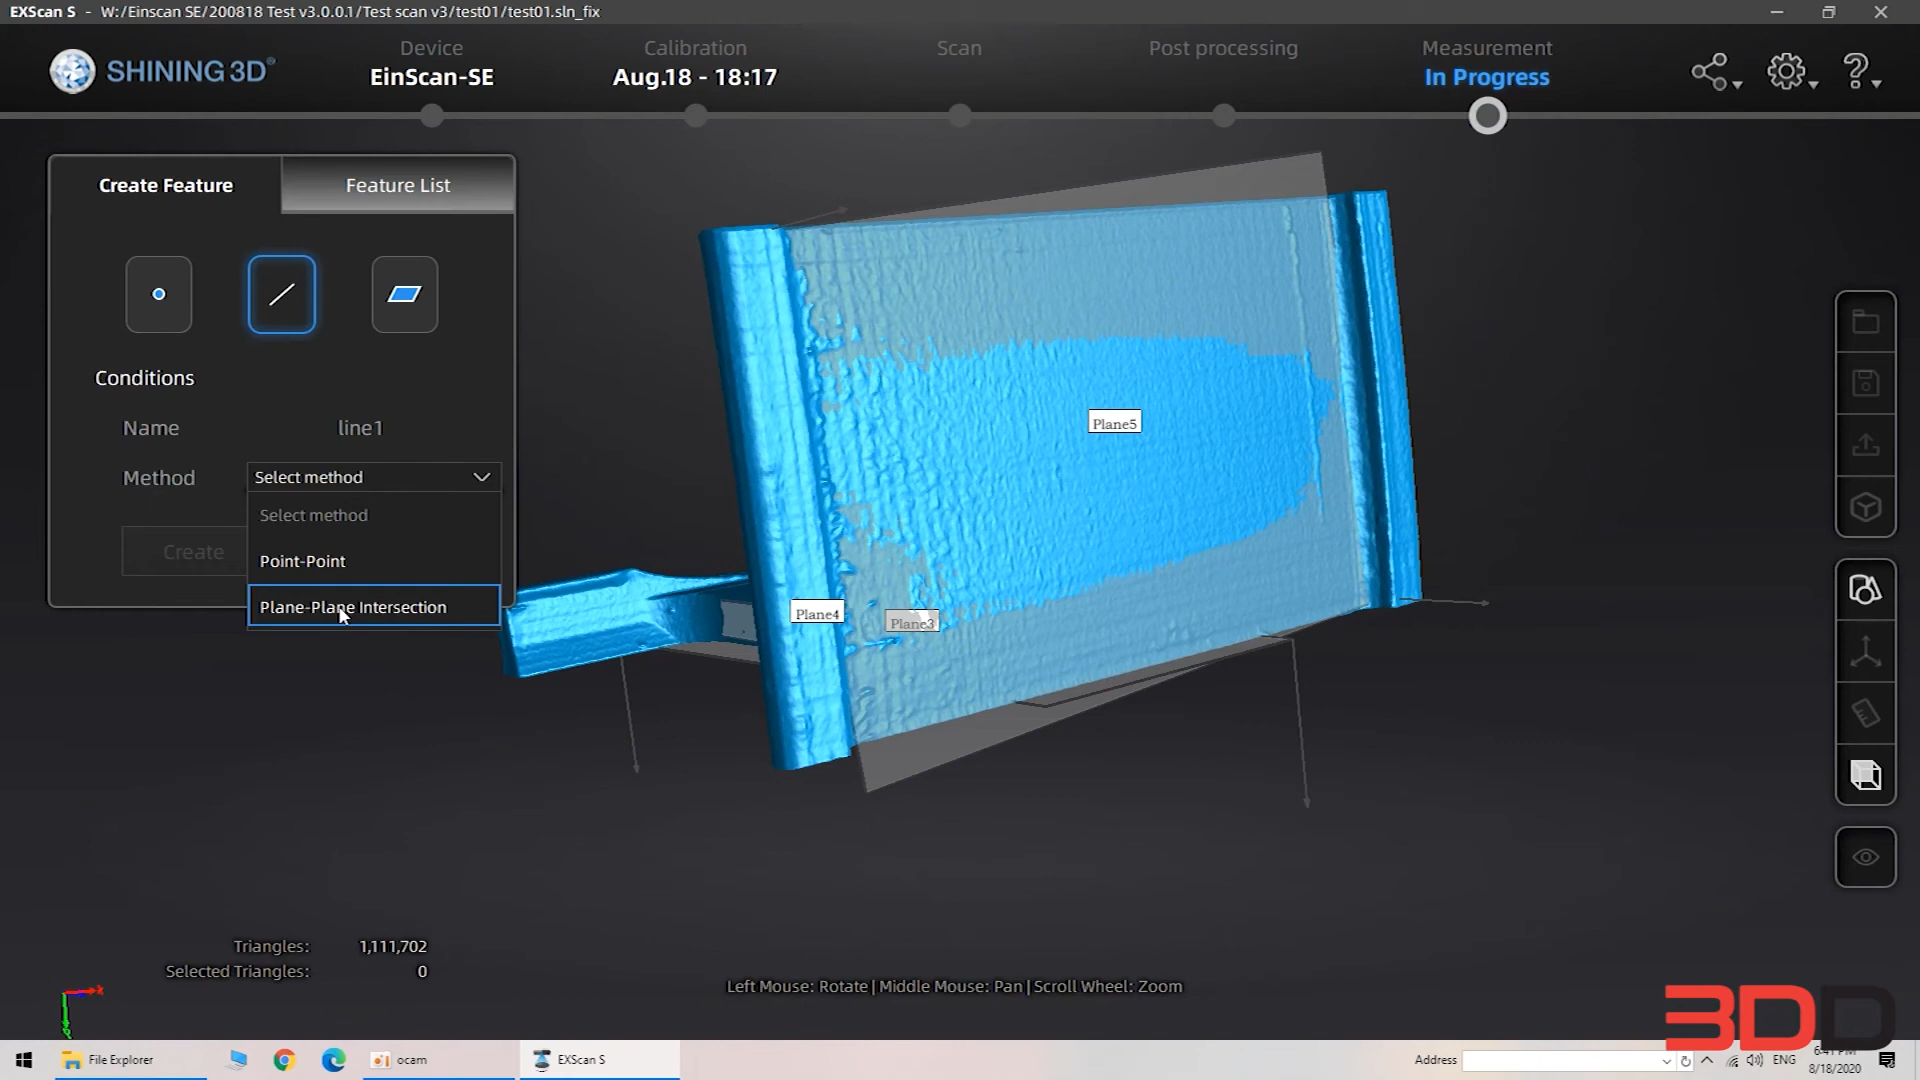 EXScan S - W:/Einscan SE/200818 Test v3.0.0.1/Test scan v3/test01/test01.sln_fix
SHINING 3D®
Device
EinScan-SE
Calibration
Aug.18 - 18:17
Scan
Post processing
Measurement
In Progress
Create Feature
Feature List
Conditions
Name line1
Method Select method
Select method
Point-Point
Plane-Plane Intersection
Create
Plane5
Plane4
Plane3
Triangles: 1,111,702
Selected Triangles: 0
Left Mouse: Rotate | Middle Mouse: Pan | Scroll Wheel: Zoom
3DD
File Explorer
ocam
EXScan S
Address
ENG
6:41 PM
8/18/2020